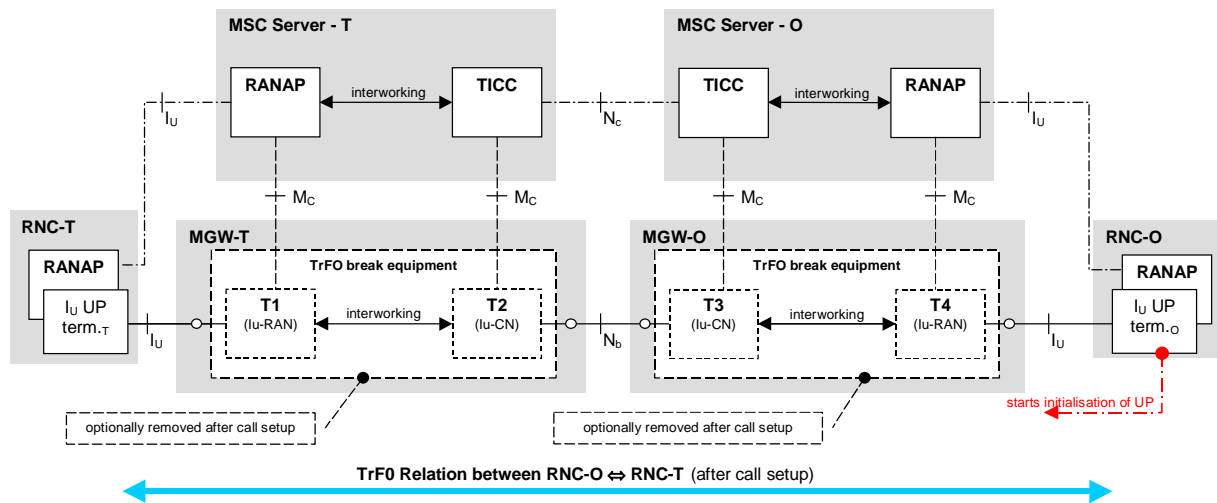 MSC Server - T
MSC Server - O
RANAP
interworking
TICC
TICC
interworking
RANAP
IU
NC
IU
MC
MC
MC
MC
RNC-T
MGW-T
MGW-O
RNC-O
RANAP
TrFO break equipment
TrFO break equipment
RANAP
IU UP
term.T
T1
(Iu-RAN)
interworking
T2
(Iu-CN)
T3
(Iu-CN)
interworking
T4
(Iu-RAN)
IU UP
term.O
IU
Nb
IU
starts initialisation of UP
optionally removed after call setup
optionally removed after call setup
TrF0 Relation between RNC-O ⇔ RNC-T (after call setup)